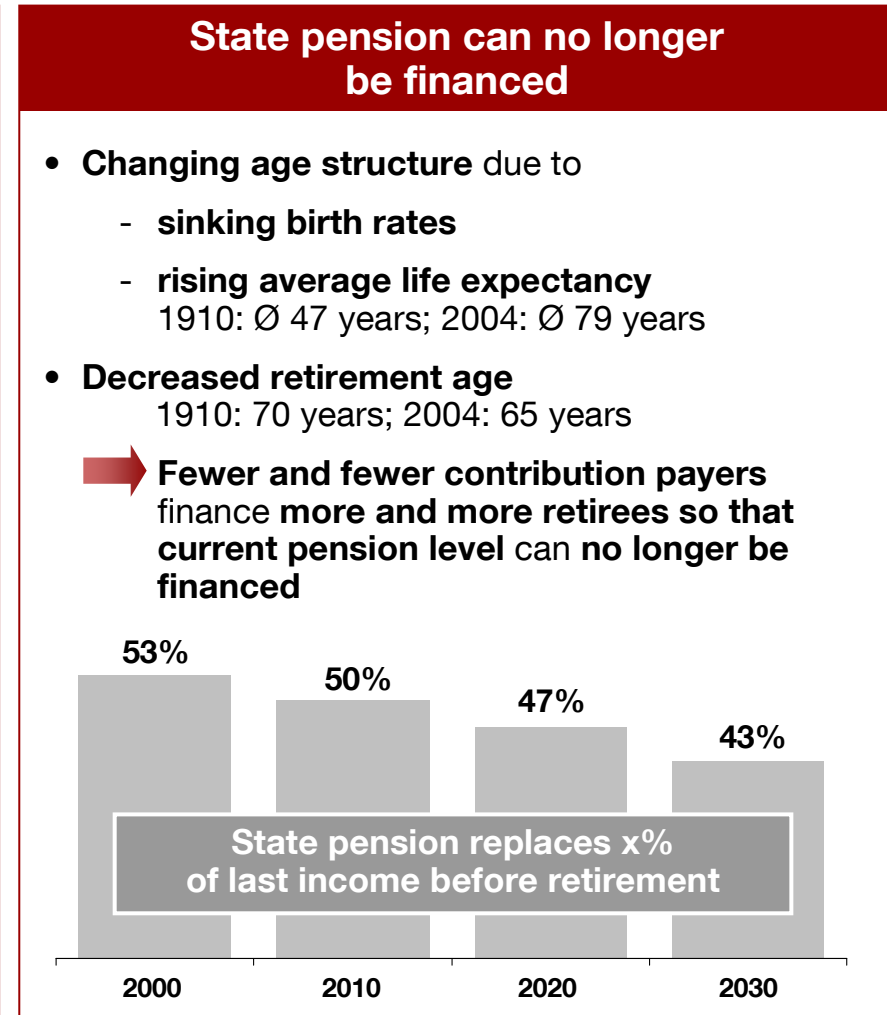 State pension can no longer
be financed
• Changing age structure due to
- sinking birth rates
- rising average life expectancy
1910: Ø 47 years; 2004: Ø 79 years
• Decreased retirement age
1910: 70 years; 2004: 65 years
Fewer and fewer contribution payers
finance more and more retirees so that
current pension level can no longer be
financed
53%
50%
47%
43%
State pension replaces x%
of last income before retirement
2000
2010
2020
2030